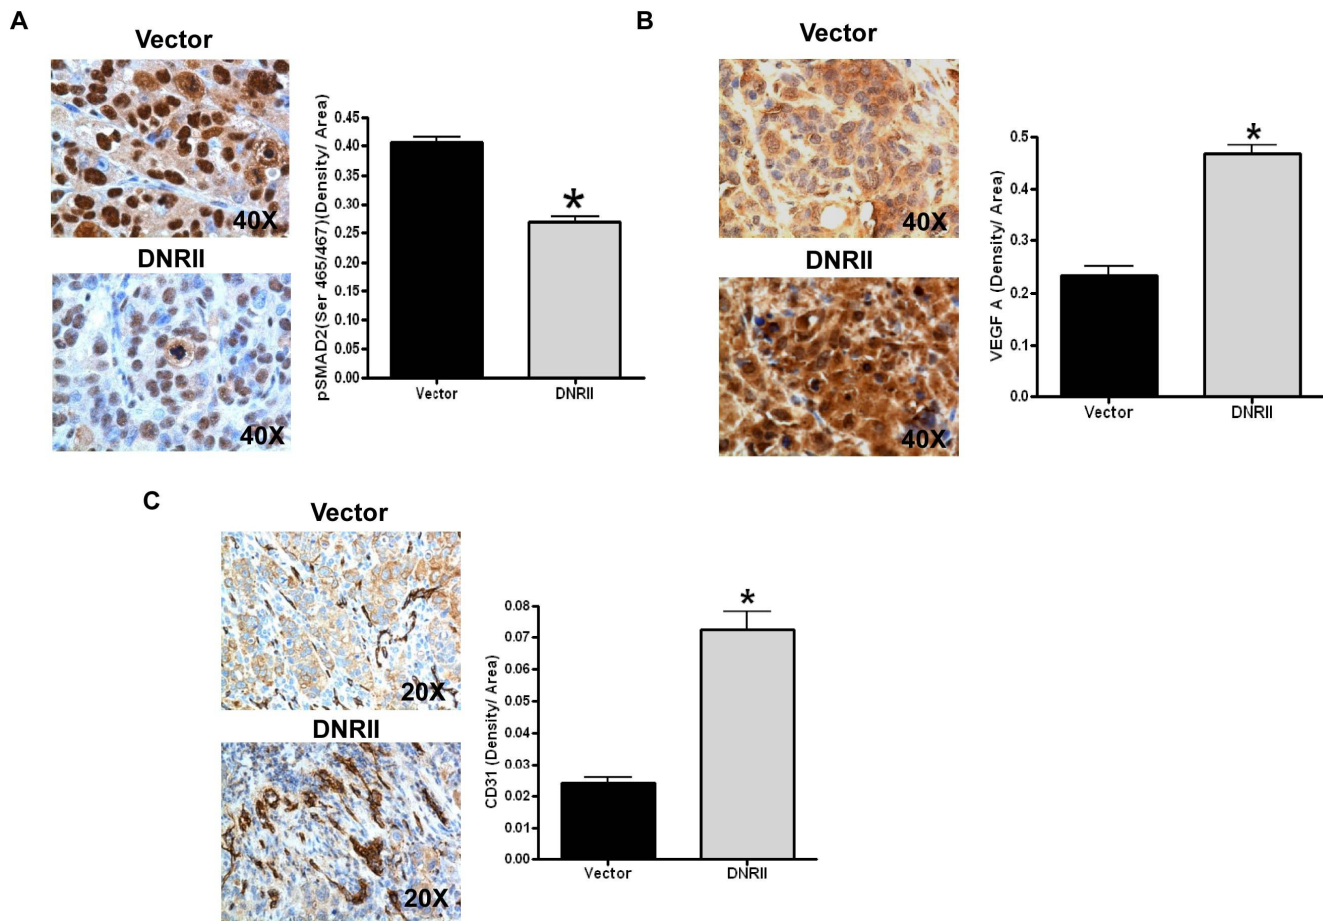 A
Vector
40X
DNRII
40X
pSMAD2(Ser 465/467)(Density/ Area)
0.45
0.40
0.35
0.30
0.25
0.20
0.15
0.10
0.05
0.00
*
Vector
DNRII
B
Vector
40X
DNRII
40X
VEGF A (Density/ Area)
0.5
0.4
0.3
0.2
0.1
0.0
*
Vector
DNRII
C
Vector
20X
DNRII
20X
CD31 (Density/ Area)
0.08
0.07
0.06
0.05
0.04
0.03
0.02
0.01
0.00
*
Vector
DNRII